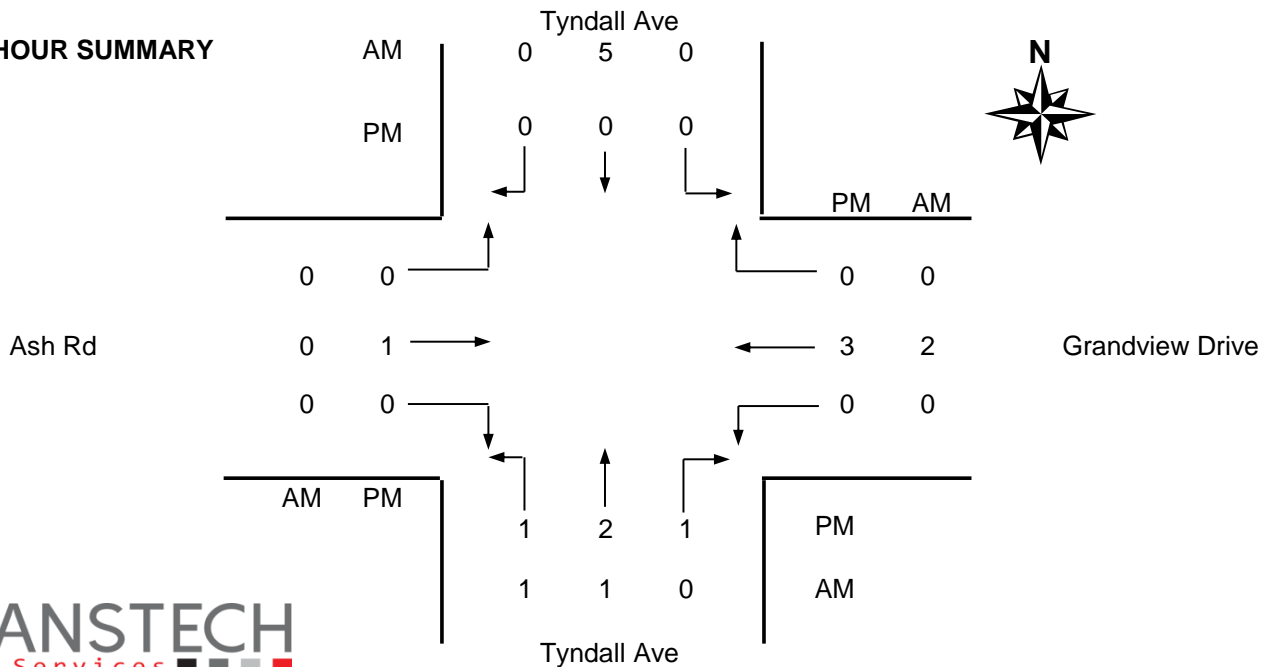 Tyndall Ave
HOUR SUMMARY AM 0 5 0 N
PM 0 0 0
PM AM
0 0 0 0
Ash Rd 0 1 3 2 Grandview Drive
0 0 0 0
AM PM
1 2 1 PM
1 1 0 AM
ANSTECH
Services
Tyndall Ave